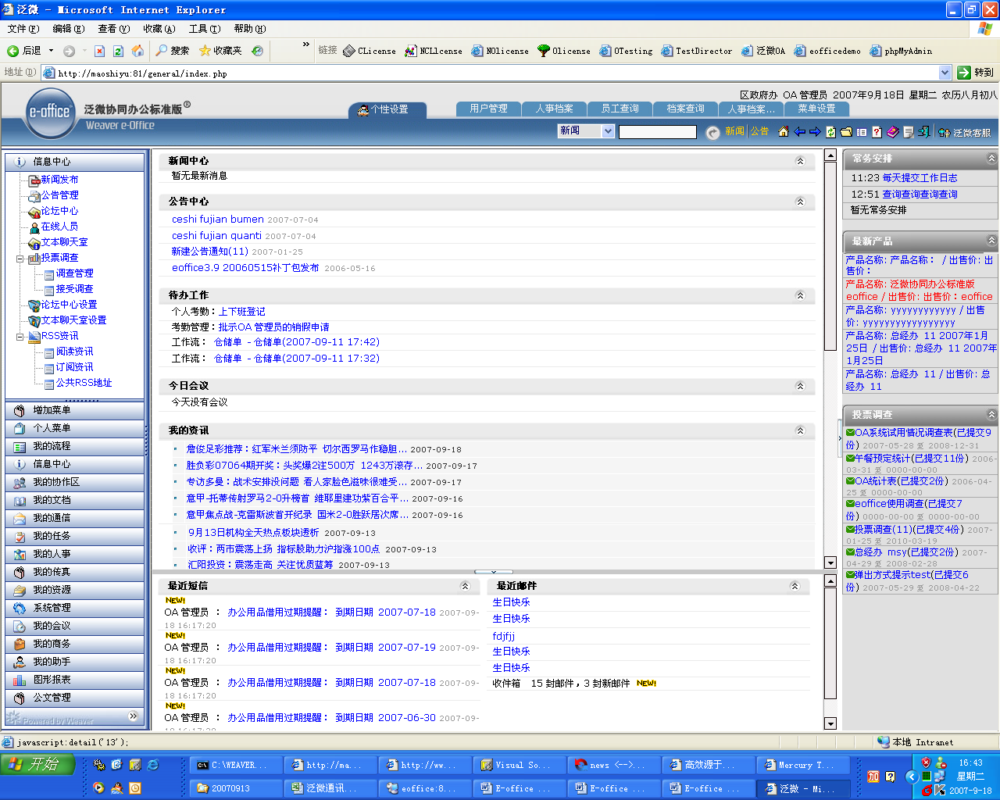 泛微 - Microsoft Internet Explorer
文件(F) 编辑(E) 查看(V) 收藏(A) 工具(T) 帮助(H)
后退 搜索 收藏夹 » 链接 CLicense NCLlcense NOlicense Olicense OTesting TestDirector 泛微OA eofficedemo phpMyAdmin
地址(D) http://maoshiyu:81/general/index.php 转到
e-office 泛微协同办公标准版®
Weaver e-Office
区政府办 OA 管理员 2007年9月18日 星期二 农历八月初八
个性设置 用户管理 人事档案 员工查询 档案查询 人事档案... 菜单设置
新闻 新闻 公告 泛微客服
信息中心
新闻发布
公告管理
论坛中心
在线人员
文本聊天室
投票调查
调查管理
接受调查
论坛中心设置
文本聊天室设置
RSS资讯
阅读资讯
订阅资讯
公共RSS地址
增加菜单
个人菜单
我的流程
信息中心
我的协作区
我的文档
我的通信
我的任务
我的人事
我的传真
我的资源
系统管理
我的会议
我的商务
我的助手
图形报表
公文管理
Powered by Weaver
新闻中心
暂无最新消息
公告中心
ceshi fujian bumen 2007-07-04
ceshi fujian quanti 2007-07-04
新建公告通知(11) 2007-01-25
eoffice3.9 20060515补丁包发布 2006-05-16
待办工作
个人考勤：上下班登记
考勤管理：批示OA 管理员的销假申请
工作流： 仓储单 - 仓储单(2007-09-11 17:42)
工作流： 仓储单 - 仓储单(2007-09-11 17:32)
今日会议
今天没有会议
我的资讯
詹俊足彩推荐：红军米兰须防平 切尔西罗马作稳胆... 2007-09-18
胜负彩07064期开奖：头奖爆2注500万 1243万滚存... 2007-09-17
专访多曼：战术安排没问题 看人家脸色滋味很难受... 2007-09-17
意甲-托蒂传射罗马2-0升榜首 维耶里建功紫百合平... 2007-09-16
意甲焦点战-克雷斯波首开纪录 国米2-0胜跃居次席... 2007-09-16
9月13日机构全天热点板块透析 2007-09-13
收评：两市震荡上扬 指标股助力沪指涨100点 2007-09-13
汇阳投资：震荡走高 关注优质蓝筹 2007-09-13
最近短信
NEW!
OA 管理员 ： 办公用品借用过期提醒： 到期日期 2007-07-18 2007-09-
18 16:17:20
NEW!
OA 管理员 ： 办公用品借用过期提醒： 到期日期 2007-07-19 2007-09-
18 16:17:20
NEW!
OA 管理员 ： 办公用品借用过期提醒： 到期日期 2007-07-18 2007-09-
18 16:17:20
NEW!
OA 管理员 ： 办公用品借用过期提醒： 到期日期 2007-06-30 2007-09-
18 16:17:20
最近邮件
生日快乐
生日快乐
fdjfjj
生日快乐
生日快乐
收件箱 15 封邮件，3 封新邮件 NEW!
常务安排
11:23 每天提交工作日志
12:51 查询查询查询查询
暂无常务安排
最新产品
产品名称: 产品名称： / 出售价: 出
售价：
产品名称: 泛微协同办公标准版
eoffice / 出售价: 出售价：eoffice
产品名称: yyyyyyyyyyyy / 出售
价: yyyyyyyyyyyyyyyyy
产品名称: 总经办 11 2007年1月
25日 / 出售价: 总经办 11 2007年
1月25日
产品名称: 总经办 11 / 出售价: 总
经办 11
投票调查
OA系统试用情况调查表(已提交9
份) 2007-05-28 至 2008-12-31
午餐预定统计(已提交11份) 2006-
03-31 至 0000-00-00
OA统计表(已提交2份) 2006-04-
25 至 0000-00-00
eoffice使用调查(已提交7
份) 0000-00-00 至 0000-00-00
投票调查(11)(已提交4份) 2007-
01-25 至 2010-03-19
总经办 msy(已提交2份) 2007-
04-29 至 2008-02-28
弹出方式提示test(已提交6
份) 2007-05-29 至 2008-04-22
javascript:detail('13'); 本地 Intranet
开始 C:\WEAVER... http://ma... http://ww... Visual So... news <-->... 高效源于... Mercury T... 16:43
星期二
20070913 泛微通讯... eoffice:8... E-office ... E-office ... E-office ... 泛微 - Mi... 2007-9-18